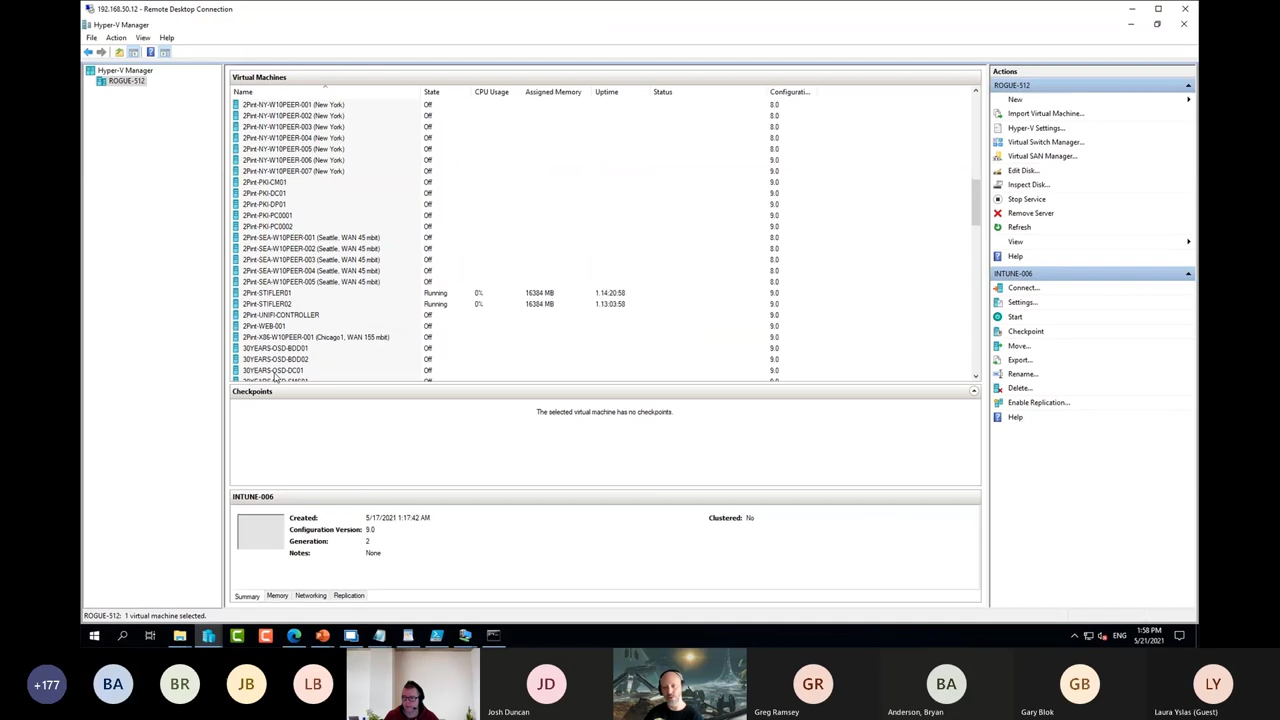 192.168.50.12 - Remote Desktop Connection
Hyper-V Manager
File Action View Help
Hyper-V Manager
ROGUE-512
Virtual Machines
Name State CPU Usage Assigned Memory Uptime Status Configurati...
2Pint-NY-W10PEER-001 (New York) Off 8.0
2Pint-NY-W10PEER-002 (New York) Off 8.0
2Pint-NY-W10PEER-003 (New York) Off 8.0
2Pint-NY-W10PEER-004 (New York) Off 8.0
2Pint-NY-W10PEER-005 (New York) Off 8.0
2Pint-NY-W10PEER-006 (New York) Off 9.0
2Pint-NY-W10PEER-007 (New York) Off 9.0
2Pint-PKI-CM01 Off 9.0
2Pint-PKI-DC01 Off 9.0
2Pint-PKI-DP01 Off 9.0
2Pint-PKI-PC0001 Off 9.0
2Pint-PKI-PC0002 Off 9.0
2Pint-SEA-W10PEER-001 (Seattle, WAN 45 mbit) Off 8.0
2Pint-SEA-W10PEER-002 (Seattle, WAN 45 mbit) Off 8.0
2Pint-SEA-W10PEER-003 (Seattle, WAN 45 mbit) Off 8.0
2Pint-SEA-W10PEER-004 (Seattle, WAN 45 mbit) Off 8.0
2Pint-SEA-W10PEER-005 (Seattle, WAN 45 mbit) Off 8.0
2Pint-STIFLER01 Running 0% 16384 MB 1.14:20:58 9.0
2Pint-STIFLER02 Running 0% 16384 MB 1.13:03:58 9.0
2Pint-UNIFI-CONTROLLER Off 9.0
2Pint-WEB-001 Off 9.0
2Pint-X86-W10PEER-001 (Chicago1, WAN 155 mbit) Off 9.0
30YEARS-OSD-BDD01 Off 9.0
30YEARS-OSD-BDD02 Off 9.0
30YEARS-OSD-DC01 Off 9.0
Checkpoints
The selected virtual machine has no checkpoints.
INTUNE-006
Created: 5/17/2021 1:17:42 AM Clustered: No
Configuration Version: 9.0
Generation: 2
Notes: None
Summary Memory Networking Replication
Actions
ROGUE-512
New
Import Virtual Machine...
Hyper-V Settings...
Virtual Switch Manager...
Virtual SAN Manager...
Edit Disk...
Inspect Disk...
Stop Service
Remove Server
Refresh
View
Help
INTUNE-006
Connect...
Settings...
Start
Checkpoint
Move...
Export...
Rename...
Delete...
Enable Replication...
Help
ROGUE-512: 1 virtual machine selected.
ENG
1:58 PM
5/21/2021
+177 BA BR JB LB JD GR BA GB LY
Josh Duncan Greg Ramsey Anderson, Bryan Gary Blok Laura Yslas (Guest)